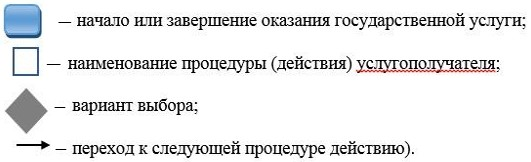 — начало или завершение оказания государственной услуги;
— наименование процедуры (действия) услугополучателя;
— вариант выбора;
— переход к следующей процедуре действию).